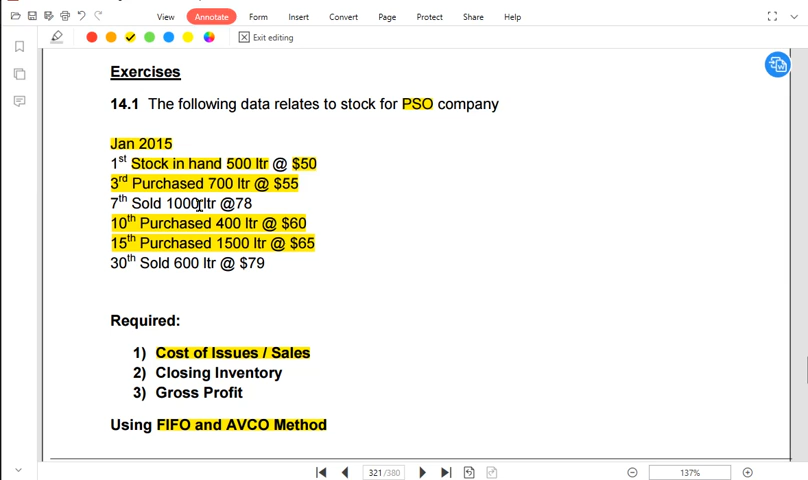 View Annotate Form Insert Convert Page Protect Share Help
Exit editing
Exercises
14.1 The following data relates to stock for PSO company
Jan 2015
1st Stock in hand 500 ltr @ $50
3rd Purchased 700 ltr @ $55
7th Sold 1000 ltr @78
10th Purchased 400 ltr @ $60
15th Purchased 1500 ltr @ $65
30th Sold 600 ltr @ $79
Required:
1) Cost of Issues / Sales
2) Closing Inventory
3) Gross Profit
Using FIFO and AVCO Method
321 /380
137%